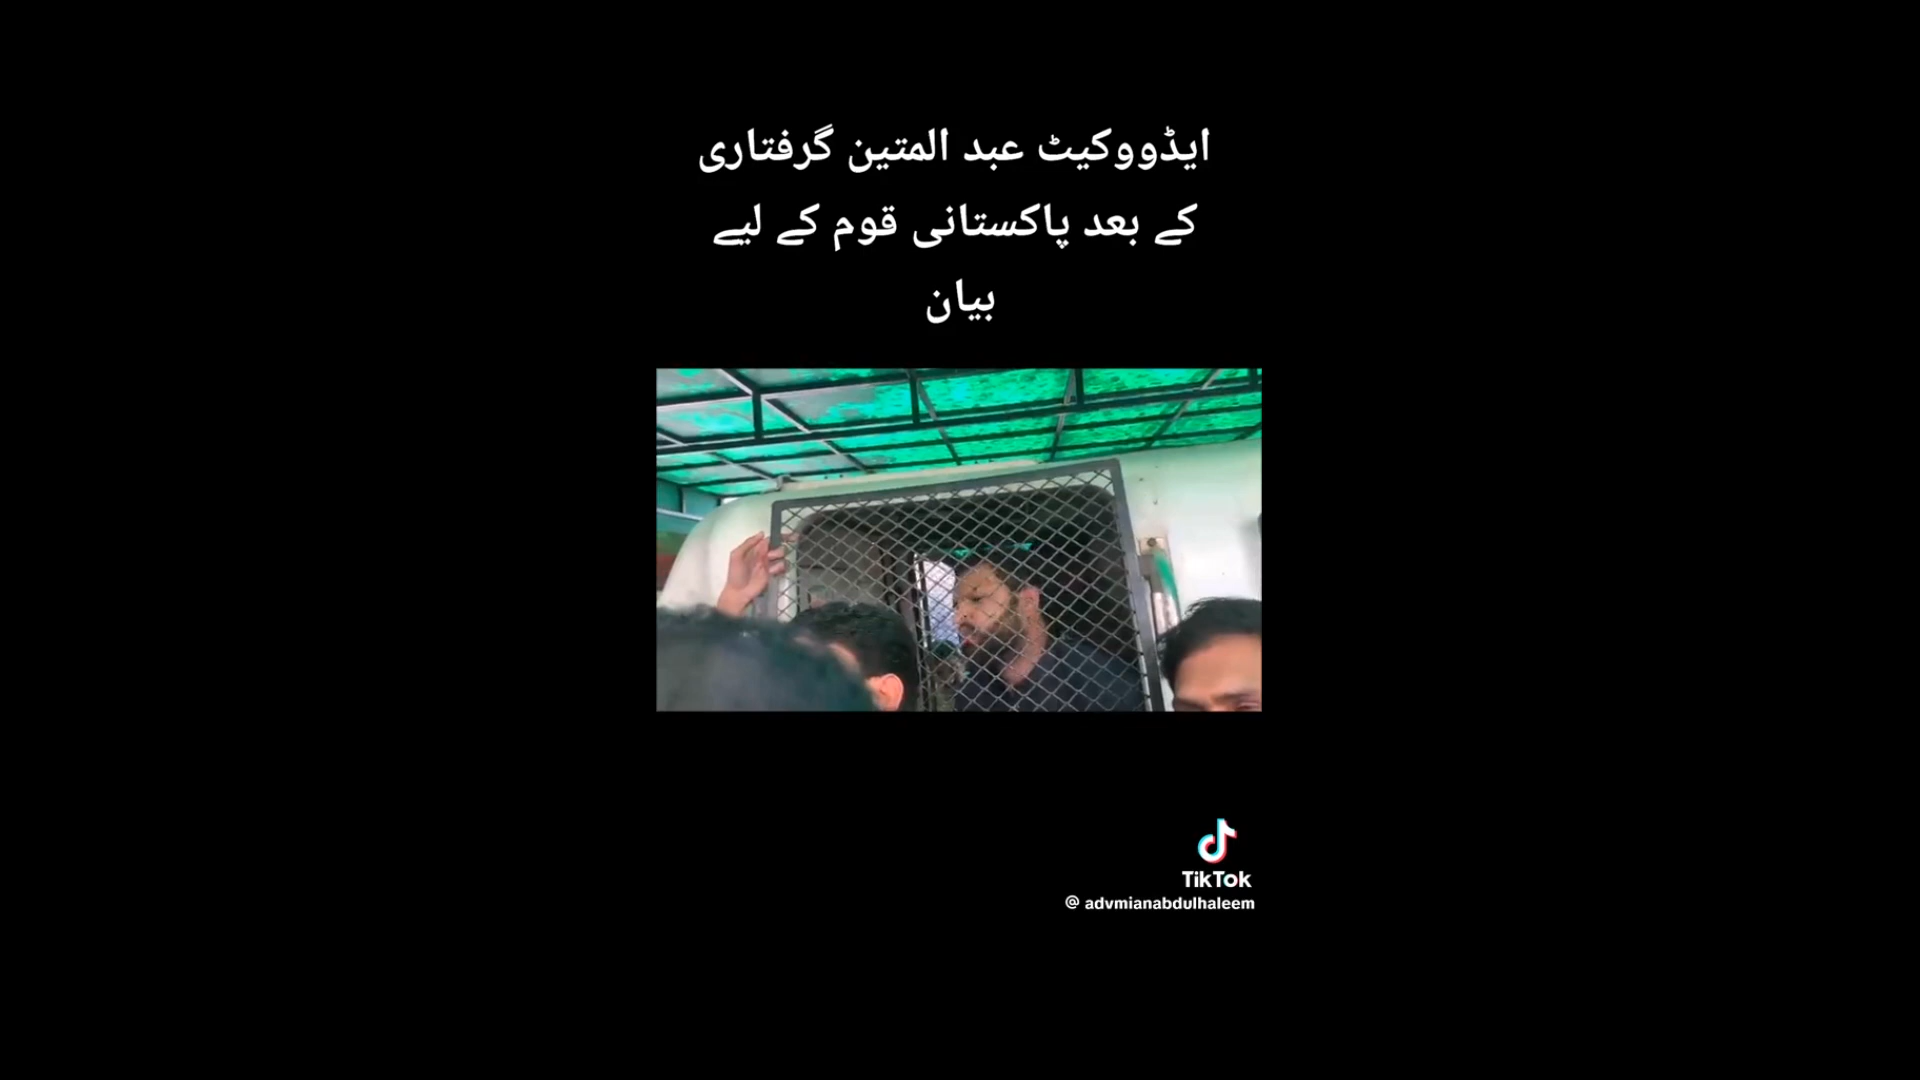 ایڈووکیٹ عبد المتین گرفتاری
کے بعد پاکستانی قوم کے لیے
بیان
TikTok
@ advmianabdulhaleem